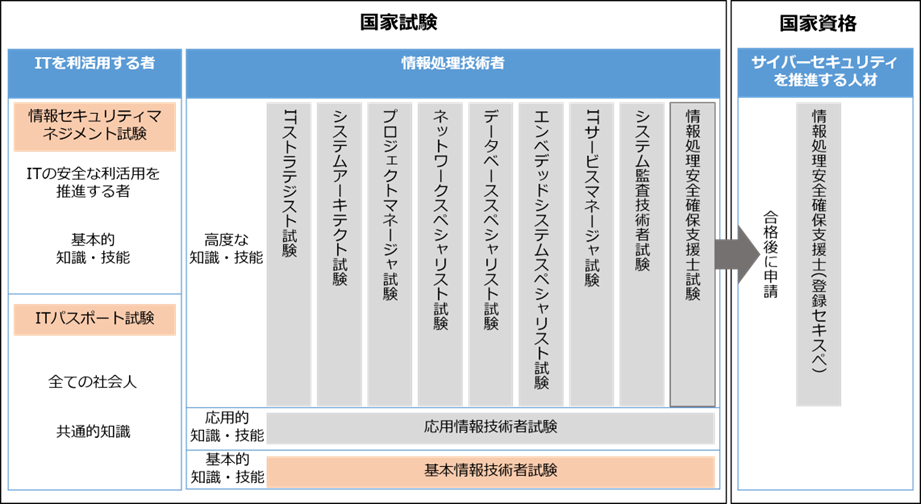 国家試験
国家資格
ITを利活用する者
情報処理技術者
サイバーセキュリティ
を推進する人材
情報セキュリティマ
ネジメント試験
ITの安全な利活用を
推進する者
基本的
知識・技能
ITパスポート試験
全ての社会人
共通的知識
高度な
知識・技能
ITストラテジスト試験
システムアーキテクト試験
プロジェクトマネージャ試験
ネットワークスペシャリスト試験
データベーススペシャリスト試験
エンベデッドシステムスペシャリスト試験
ITサービスマネージャ試験
システム監査技術者試験
情報処理安全確保支援士試験
応用的
知識・技能
応用情報技術者試験
基本的
知識・技能
基本情報技術者試験
合格後に申請
情報処理安全確保支援士(登録セキスペ)